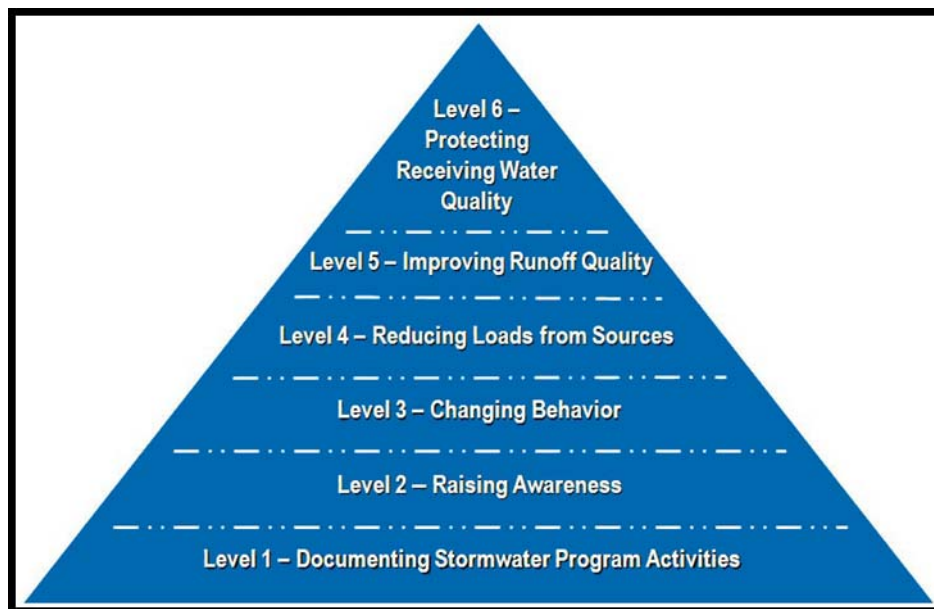 Level 6 –
Protecting
Receiving Water
Quality
Level 5 – Improving Runoff Quality
Level 4 – Reducing Loads from Sources
Level 3 – Changing Behavior
Level 2 – Raising Awareness
Level 1 – Documenting Stormwater Program Activities